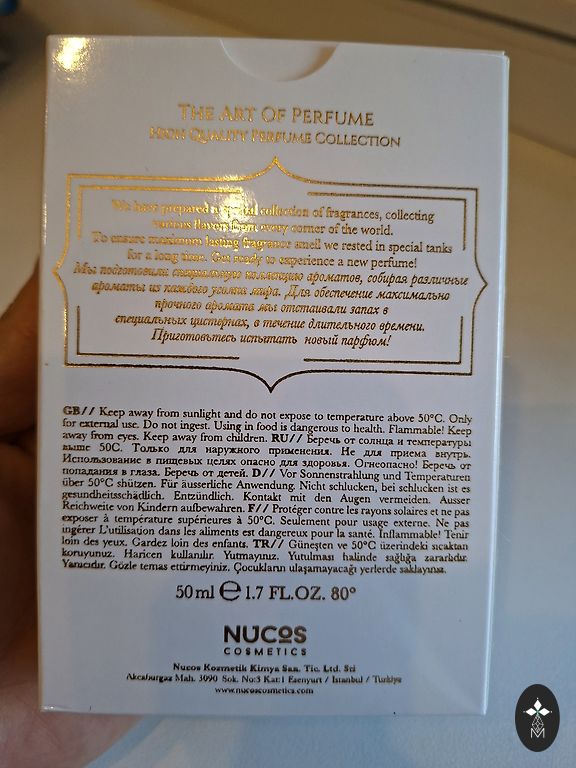 THE ART OF PERFUME
HIGH QUALITY PERFUME COLLECTION
We have prepared a special collection of fragrances, collecting
various flavors from every corner of the world.
To ensure maximum lasting fragrance smell we rested in special tanks
for a long time. Get ready to experience a new perfume!
Мы подготовили специальную коллекцию ароматов, собирая различные
ароматы из каждого уголка мира. Для обеспечение максимально
прочного аромата мы отстаивали запах в
специальных цистернах, в течение длительного времени.
Приготовьтесь испытать новый парфюм!
GB// Keep away from sunlight and do not expose to temperature above 50°C. Only
for external use. Do not ingest. Using in food is dangerous to health. Flammable! Keep
away from eyes. Keep away from children. RU// Беречь от солнца и температуры
выше 50С. Только для наружного применения. Не для приема внутрь.
Использование в пищевых целях опасно для здоровья. Огнеопасно! Беречь от
попадания в глаза. Беречь от детей. D// Vor Sonnenstrahlung und Temperaturen
über 50°C shützen. Für äusserliche Anwendung. Nicht schlucken, bei schlucken ist es
gesundheitsschädlich. Entzündlich. Kontakt mit den Augen vermeiden. Ausser
Reichweite von Kindern aufbewahren. F// Protéger contre les rayons solaires et ne pas
exposer à température supérieures à 50°C. Seulement pour usage externe. Ne pas
ingérer L'utilisation dans les aliments est dangereux pour la santé. Inflammable! Tenir
loin des yeux. Gardez loin des enfants. TR// Güneşten ve 50°C üzerindeki sıcaktan
koruyunuz. Haricen kullanılır. Yutmayınız. Yutulması halinde sağlığa zararlıdır.
Yanıcıdır. Gözle temas ettirmeyiniz. Çocukların ulaşamayacağı yerlerde saklayınız.
50 ml ℮ 1.7 FL.OZ. 80°
NUCOS
COSMETICS
Nucos Kozmetik Kimya San. Tic. Ltd. Sti
Akcaburgaz Mah. 3090 Sok. No:3 Kat:1 Esenyurt / Istanbul / Turkiye
www.nucoscosmetics.com
M